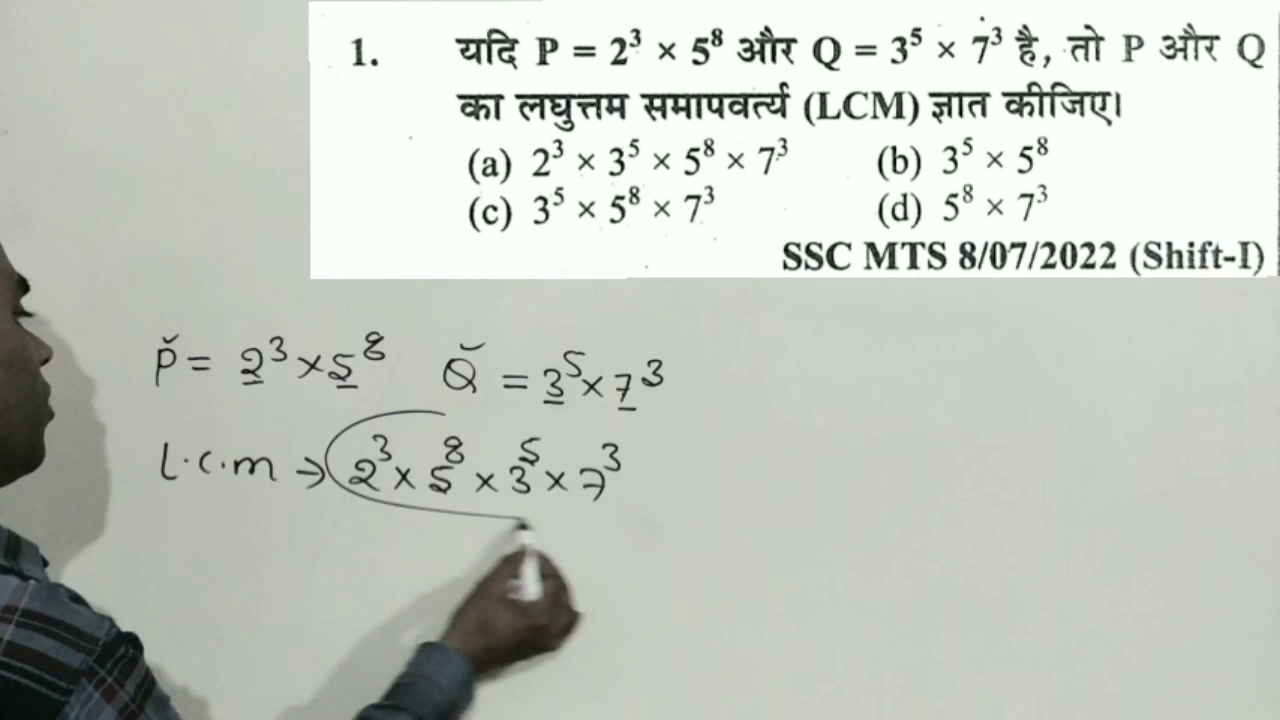 1. यदि P = 2³ × 5⁸ और Q = 3⁵ × 7³ है, तो P और Q
का लघुत्तम समापवर्त्य (LCM) ज्ञात कीजिए।
(a) 2³ × 3⁵ × 5⁸ × 7³ (b) 3⁵ × 5⁸
(c) 3⁵ × 5⁸ × 7³ (d) 5⁸ × 7³
SSC MTS 8/07/2022 (Shift-I)
P = 2³ × 5⁸ Q = 3⁵ × 7³
L.C.M → 2³ × 5⁸ × 3⁵ × 7³